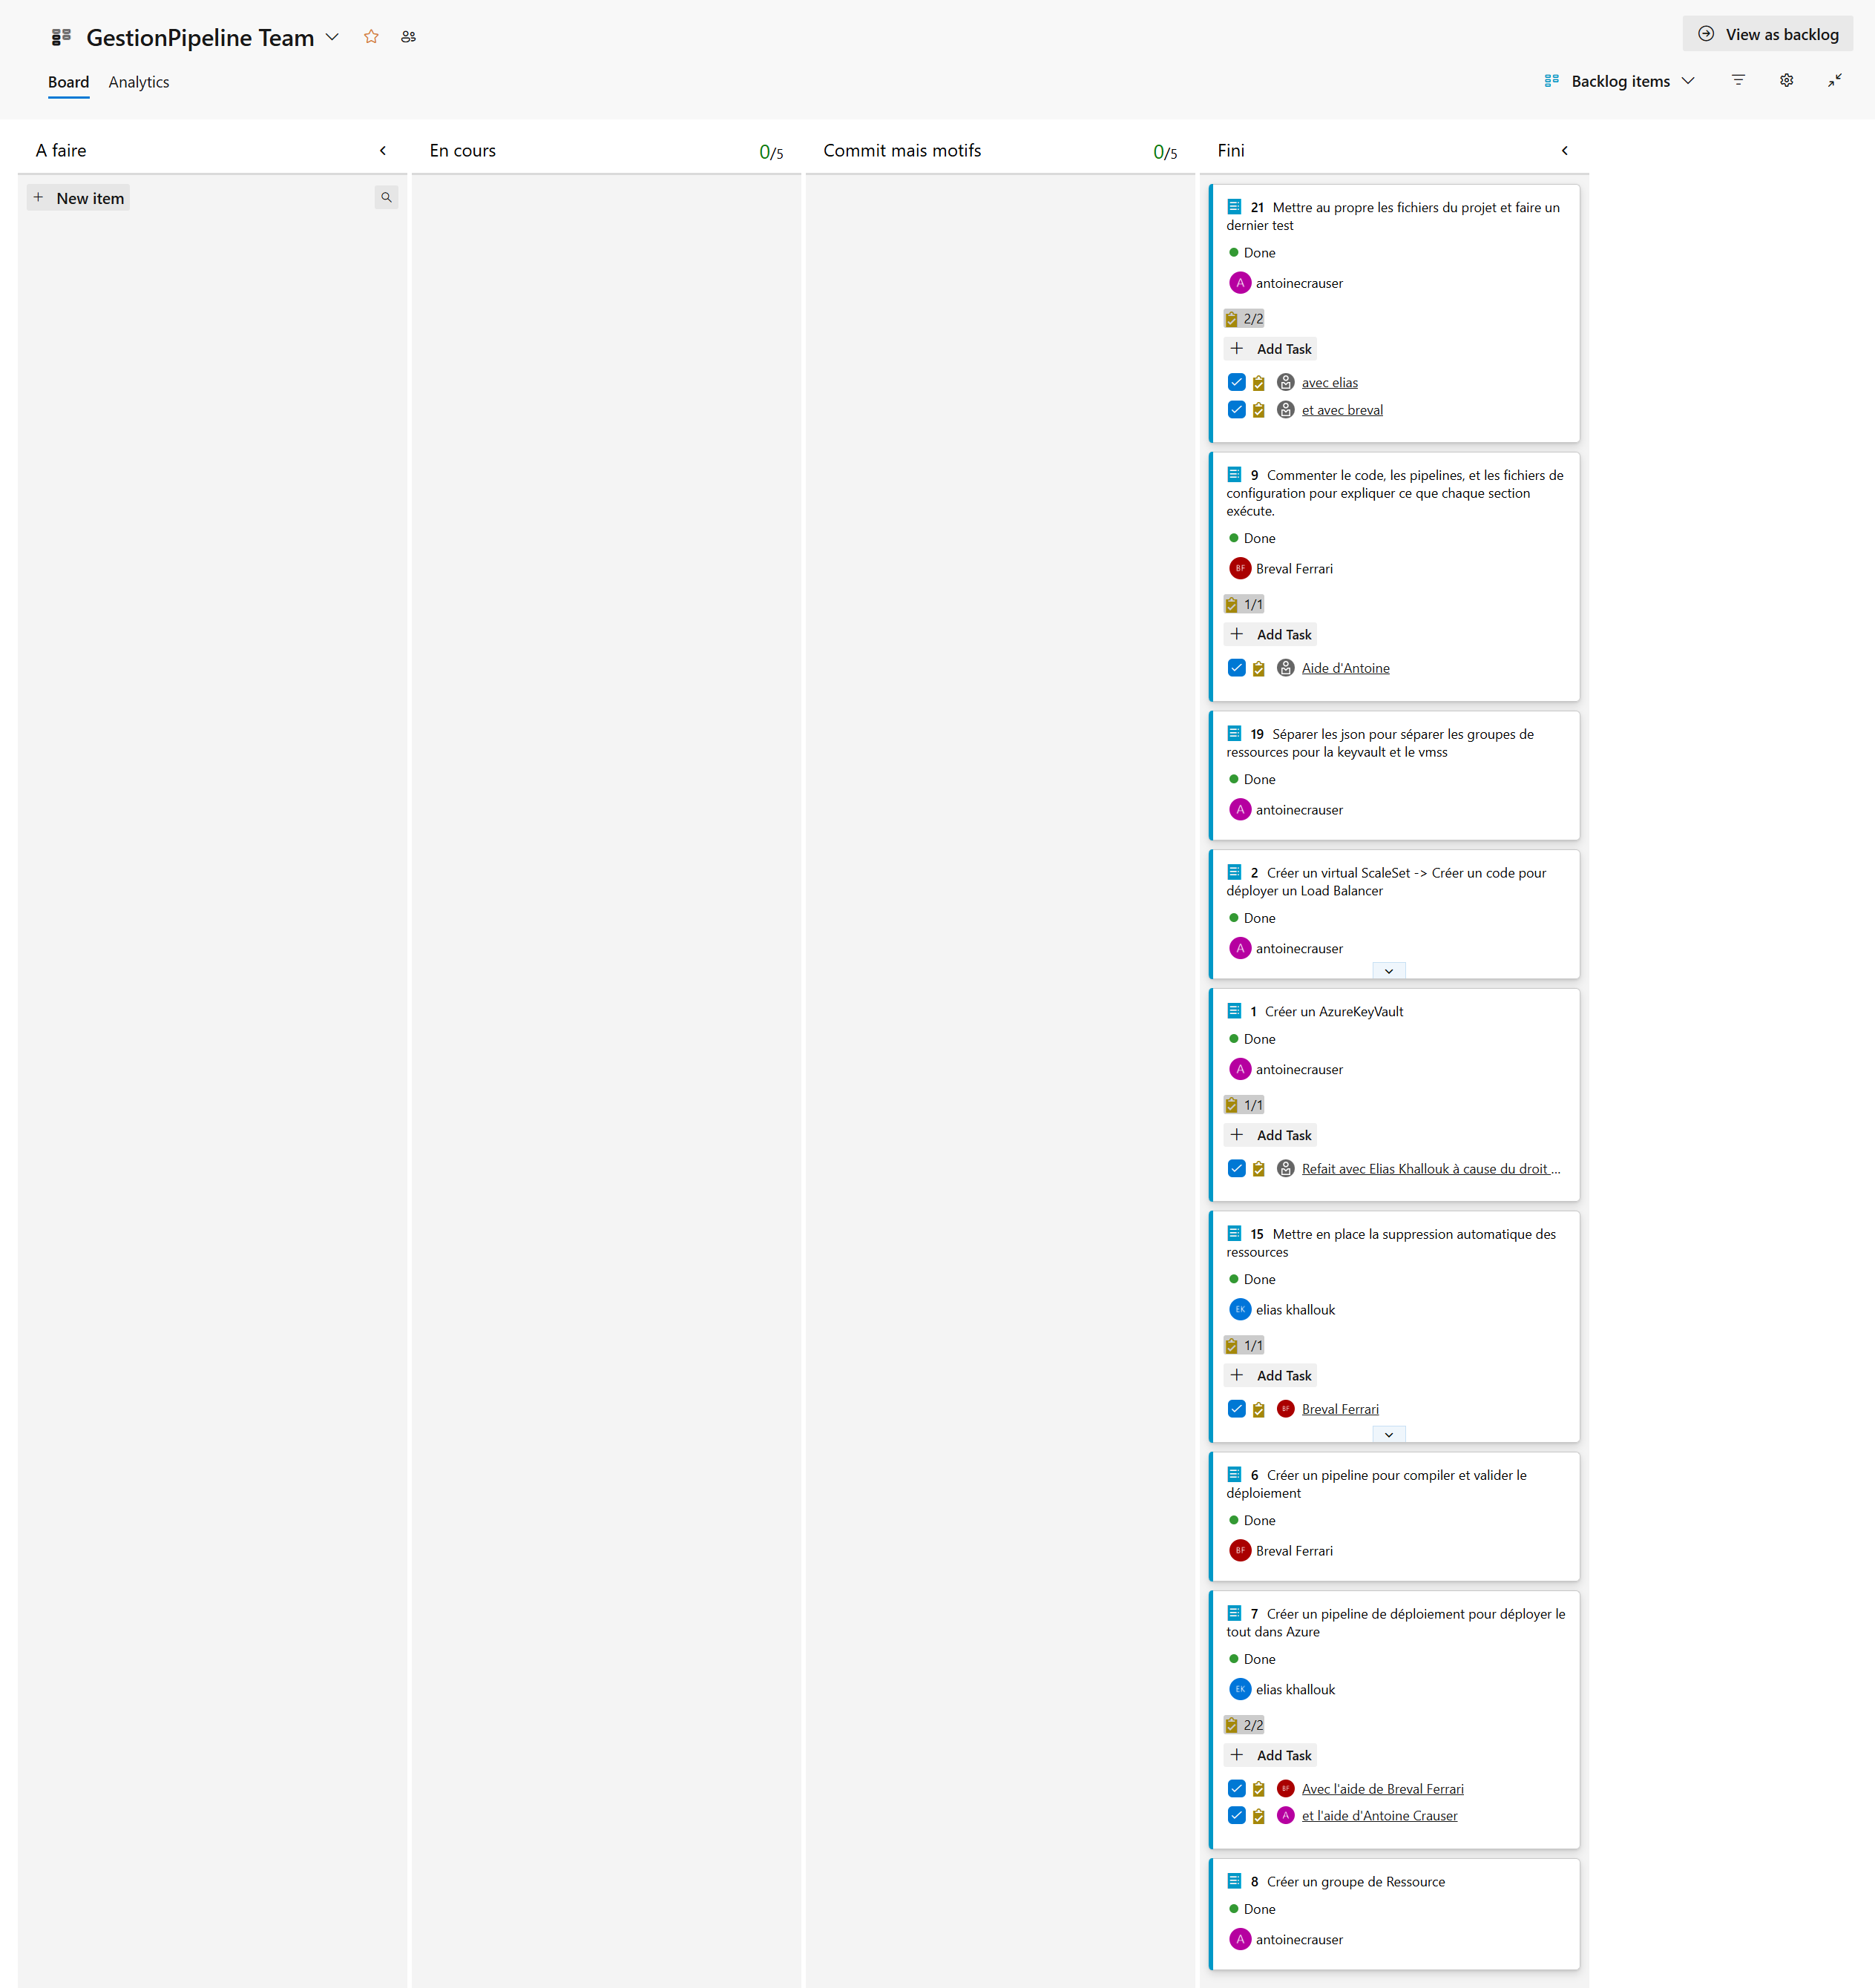 GestionPipeline Team
View as backlog
Board Analytics
Backlog items
A faire
En cours 0/5
Commit mais motifs 0/5
Fini
New item
21 Mettre au propre les fichiers du projet et faire un
dernier test
Done
A antoinecrauser
2/2
Add Task
avec elias
et avec breval
9 Commenter le code, les pipelines, et les fichiers de
configuration pour expliquer ce que chaque section
exécute.
Done
BF Breval Ferrari
1/1
Add Task
Aide d'Antoine
19 Séparer les json pour séparer les groupes de
ressources pour la keyvault et le vmss
Done
A antoinecrauser
2 Créer un virtual ScaleSet -> Créer un code pour
déployer un Load Balancer
Done
A antoinecrauser
1 Créer un AzureKeyVault
Done
A antoinecrauser
1/1
Add Task
Refait avec Elias Khallouk à cause du droit ...
15 Mettre en place la suppression automatique des
ressources
Done
EK elias khallouk
1/1
Add Task
BF Breval Ferrari
6 Créer un pipeline pour compiler et valider le
déploiement
Done
BF Breval Ferrari
7 Créer un pipeline de déploiement pour déployer le
tout dans Azure
Done
EK elias khallouk
2/2
Add Task
BF Avec l'aide de Breval Ferrari
A et l'aide d'Antoine Crauser
8 Créer un groupe de Ressource
Done
A antoinecrauser